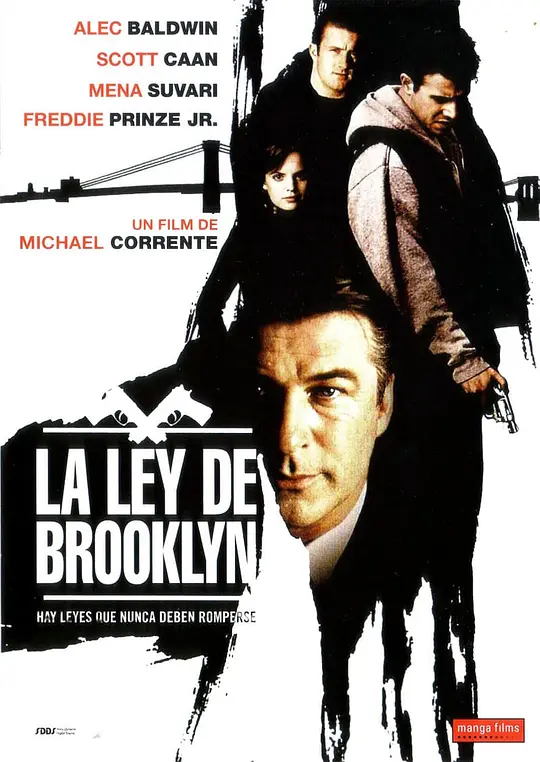 ALEC BALDWIN
SCOTT CAAN
MENA SUVARI
FREDDIE PRINZE JR.
UN FILM DE
MICHAEL CORRENTE
LA LEY DE
BROOKLYN
HAY LEYES QUE NUNCA DEBEN ROMPERSE
SDDS
manga films